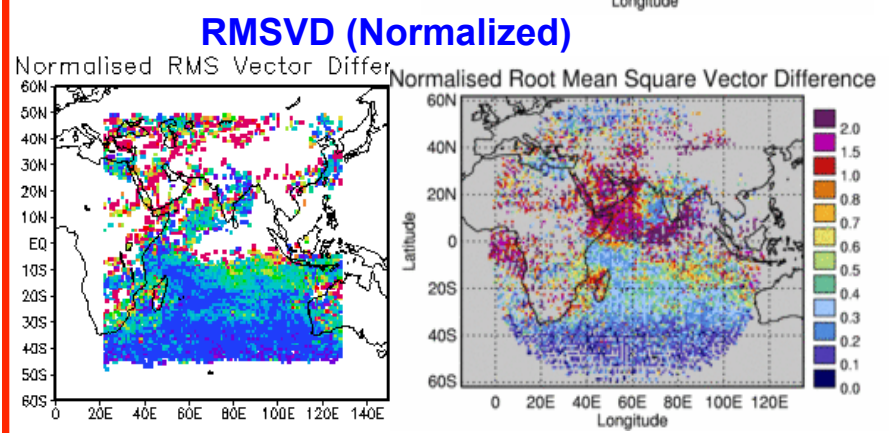 Longitude
RMSVD (Normalized)
Normalised RMS Vector Differ
Normalised Root Mean Square Vector Difference
60N
50N
40N
30N
20N
10N
EQ
10S
20S
30S
40S
50S
60S
0 20E 40E 60E 80E 100E 120E 140E
Latitude
60N
40N
20N
0
20S
40S
60S
0 20E 40E 60E 80E 100E 120E
Longitude
2.0
1.5
1.0
0.8
0.7
0.6
0.5
0.4
0.3
0.2
0.1
0.0